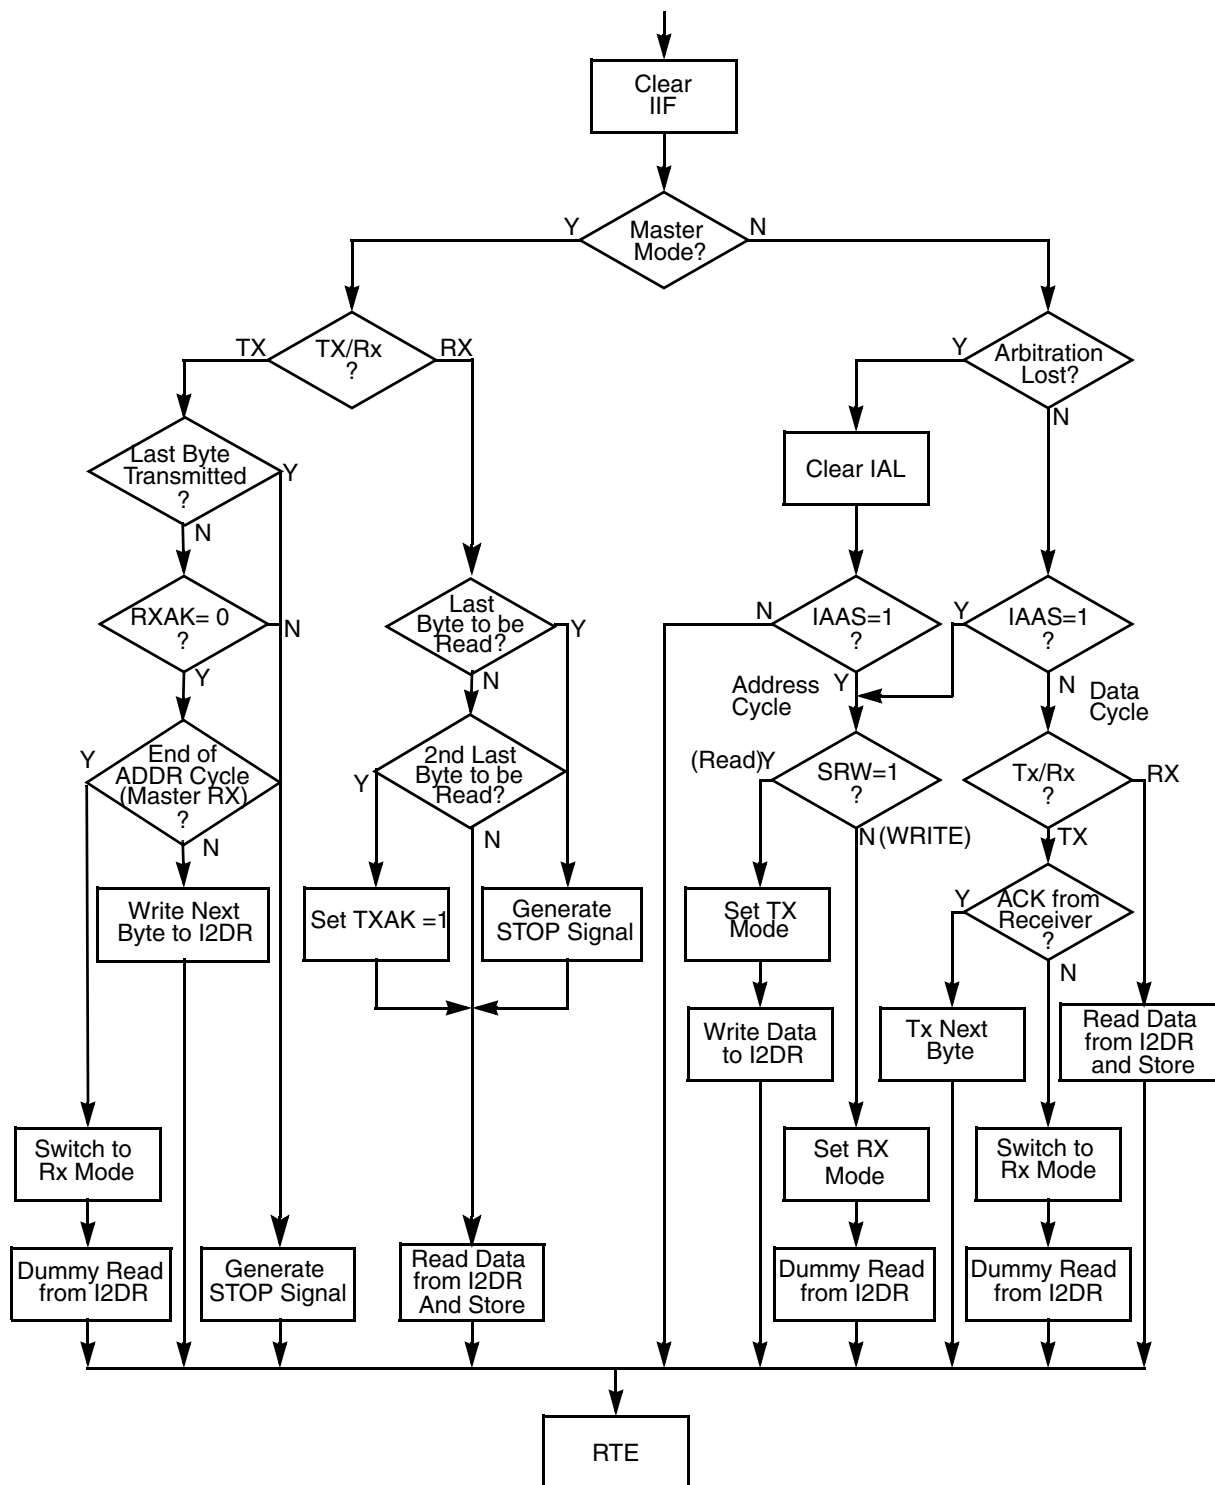 Clear
IIF
Y
Master
Mode?
N
TX
TX/Rx
?
RX
Y
Arbitration
Lost?
N
Last Byte
Transmitted
?
Y
N
Clear IAL
RXAK= 0
?
N
Y
Last
Byte to be
Read?
Y
N
N
IAAS=1
?
Y
Address
Cycle
Y
IAAS=1
?
N
Data
Cycle
Y
End of
ADDR Cycle
(Master RX)
?
N
Y
2nd Last
Byte to be
Read?
N
(Read)
Y
SRW=1
?
N (WRITE)
Tx/Rx
?
RX
TX
Write Next
Byte to I2DR
Set TXAK =1
Generate
STOP Signal
Set TX
Mode
Y
ACK from
Receiver
?
N
Write Data
to I2DR
Tx Next
Byte
Read Data
from I2DR
and Store
Switch to
Rx Mode
Set RX
Mode
Switch to
Rx Mode
Dummy Read
from I2DR
Generate
STOP Signal
Read Data
from I2DR
And Store
Dummy Read
from I2DR
Dummy Read
from I2DR
RTE